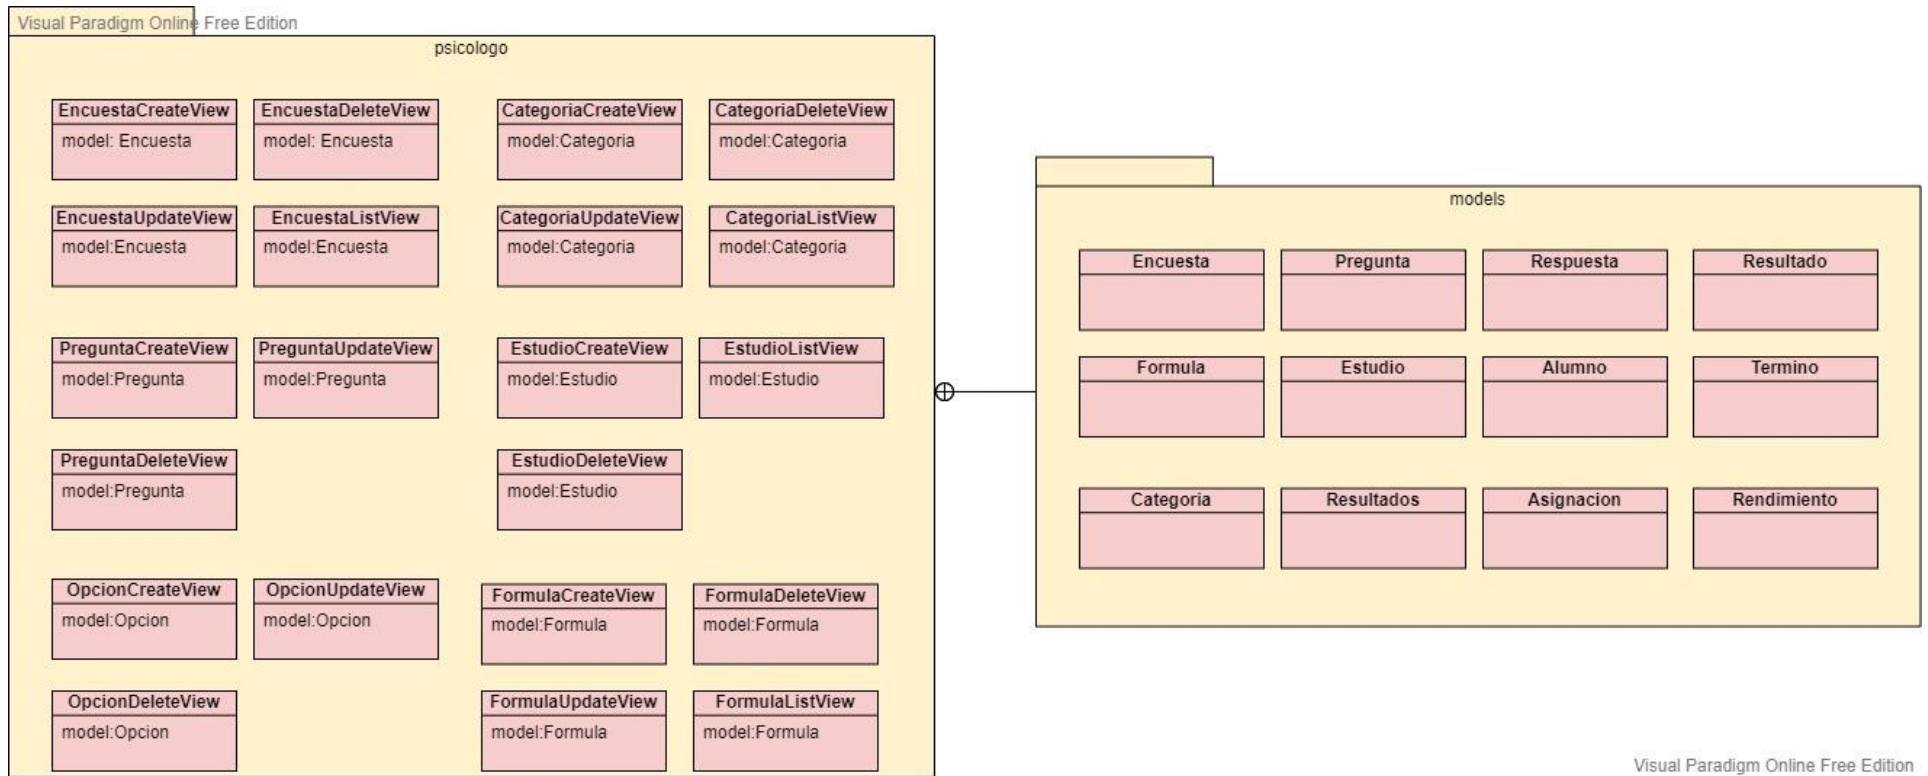 Visual Paradigm Online Free Edition
psicologo
EncuestaCreateView
model: Encuesta
EncuestaDeleteView
model: Encuesta
CategoriaCreateView
model:Categoria
CategoriaDeleteView
model:Categoria
EncuestaUpdateView
model:Encuesta
EncuestaListView
model:Encuesta
CategoriaUpdateView
model:Categoria
CategoriaListView
model:Categoria
PreguntaCreateView
model:Pregunta
PreguntaUpdateView
model:Pregunta
EstudioCreateView
model:Estudio
EstudioListView
model:Estudio
PreguntaDeleteView
model:Pregunta
EstudioDeleteView
model:Estudio
OpcionCreateView
model:Opcion
OpcionUpdateView
model:Opcion
FormulaCreateView
model:Formula
FormulaDeleteView
model:Formula
OpcionDeleteView
model:Opcion
FormulaUpdateView
model:Formula
FormulaListView
model:Formula
models
Encuesta
Pregunta
Respuesta
Resultado
Formula
Estudio
Alumno
Termino
Categoria
Resultados
Asignacion
Rendimiento
Visual Paradigm Online Free Edition